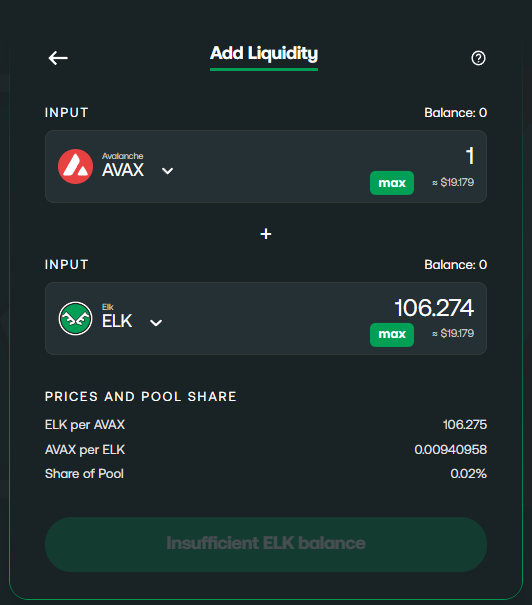 Add Liquidity
?
INPUT Balance: 0
Avalanche
AVAX
1
max ≈ $19.179
+
INPUT Balance: 0
Elk
ELK
106.274
max ≈ $19.179
PRICES AND POOL SHARE
ELK per AVAX 106.275
AVAX per ELK 0.00940958
Share of Pool 0.02%
Insufficient ELK balance